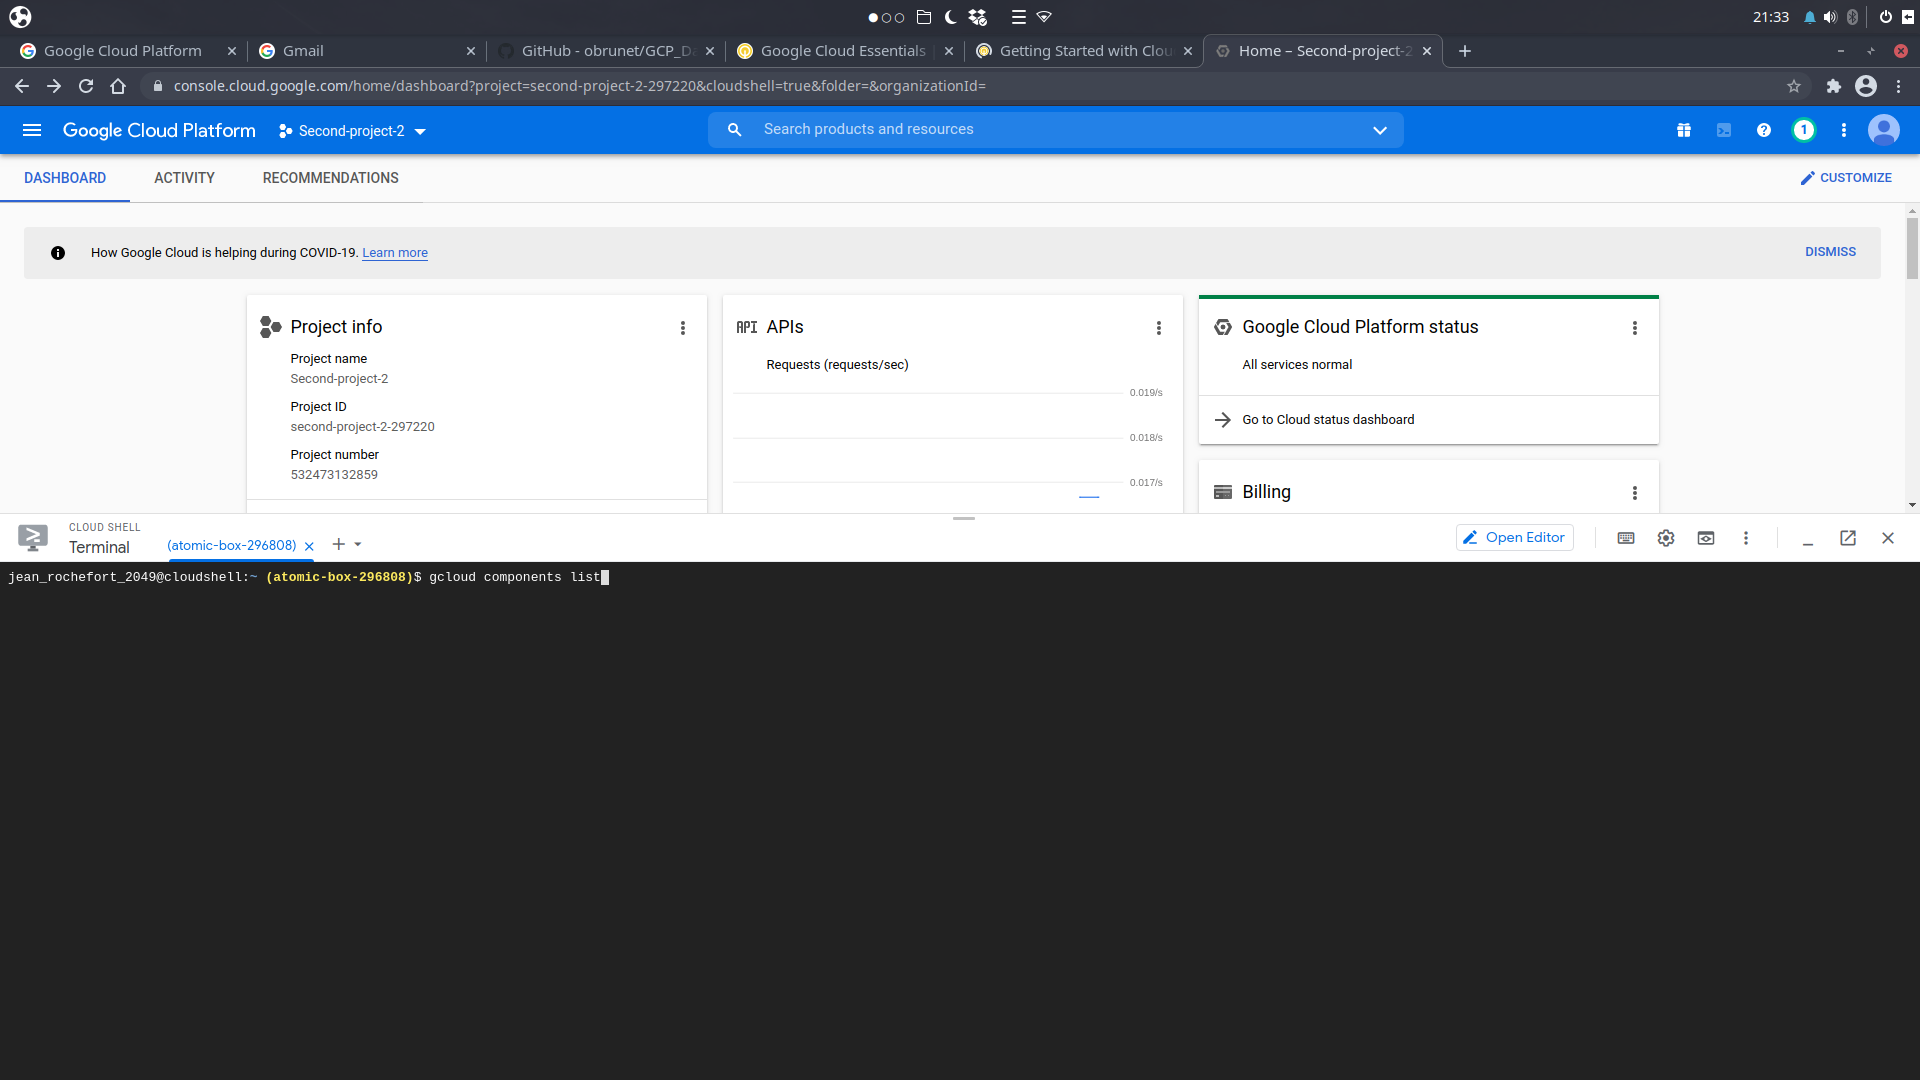 21:33
Google Cloud Platform
Gmail
GitHub - obrunet/GCP_Da
Google Cloud Essentials
Getting Started with Clou
Home – Second-project-2
console.cloud.google.com/home/dashboard?project=second-project-2-297220&cloudshell=true&folder=&organizationId=
Google Cloud Platform
Second-project-2
Search products and resources
1
DASHBOARD
ACTIVITY
RECOMMENDATIONS
CUSTOMIZE
How Google Cloud is helping during COVID-19. Learn more
DISMISS
Project info
Project name
Second-project-2
Project ID
second-project-2-297220
Project number
532473132859
API APIs
Requests (requests/sec)
0.019/s
0.018/s
0.017/s
Google Cloud Platform status
All services normal
Go to Cloud status dashboard
Billing
CLOUD SHELL
Terminal
(atomic-box-296808)
Open Editor
jean_rochefort_2049@cloudshell:~ (atomic-box-296808)$ gcloud components list